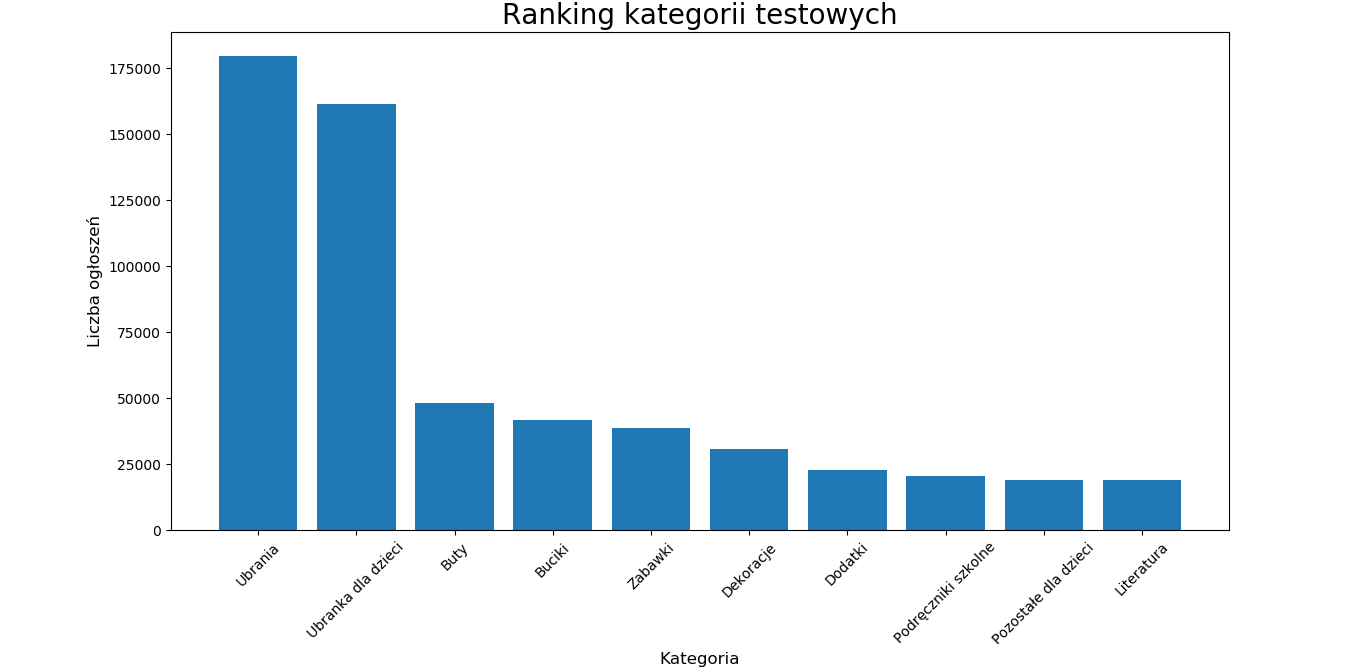 Ranking kategorii testowych
Liczba ogłoszeń
175000
150000
125000
100000
75000
50000
25000
0
Ubrania
Ubranka dla dzieci
Buty
Buciki
Zabawki
Dekoracje
Dodatki
Podręczniki szkolne
Pozostałe dla dzieci
Literatura
Kategoria